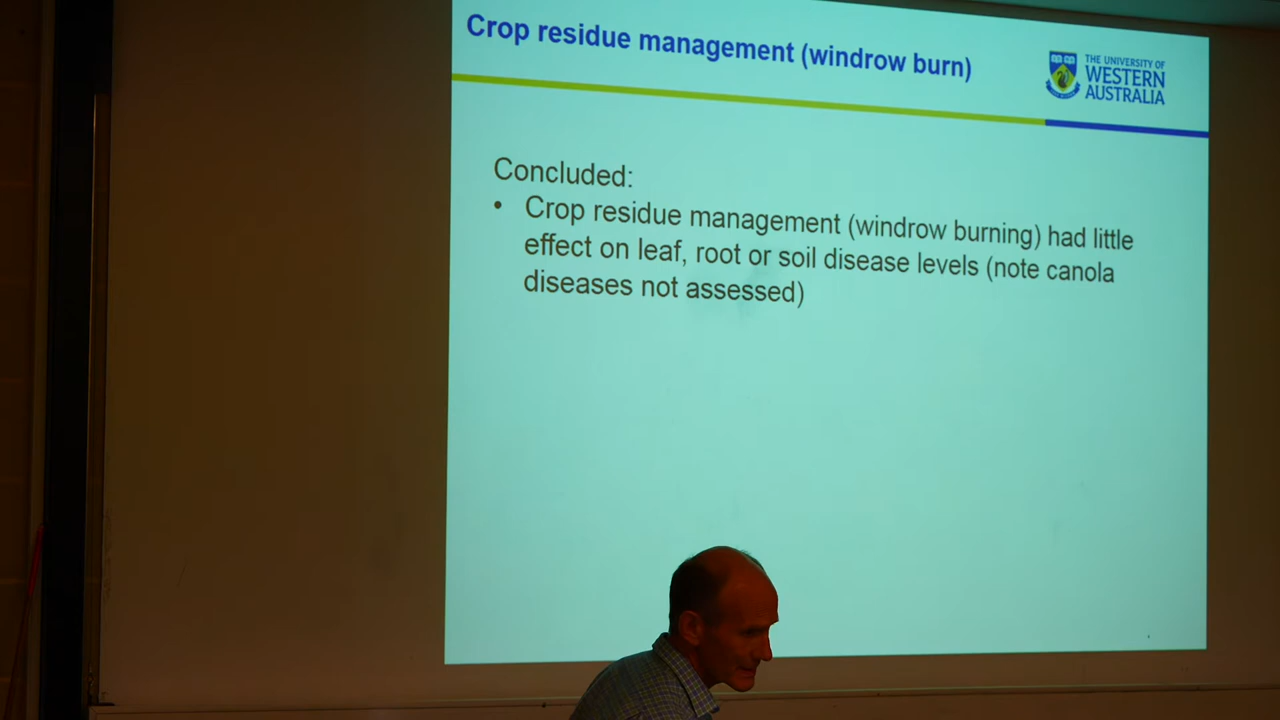 Crop residue management (windrow burn)
THE UNIVERSITY OF
WESTERN
AUSTRALIA
Concluded:
• Crop residue management (windrow burning) had little
effect on leaf, root or soil disease levels (note canola
diseases not assessed)